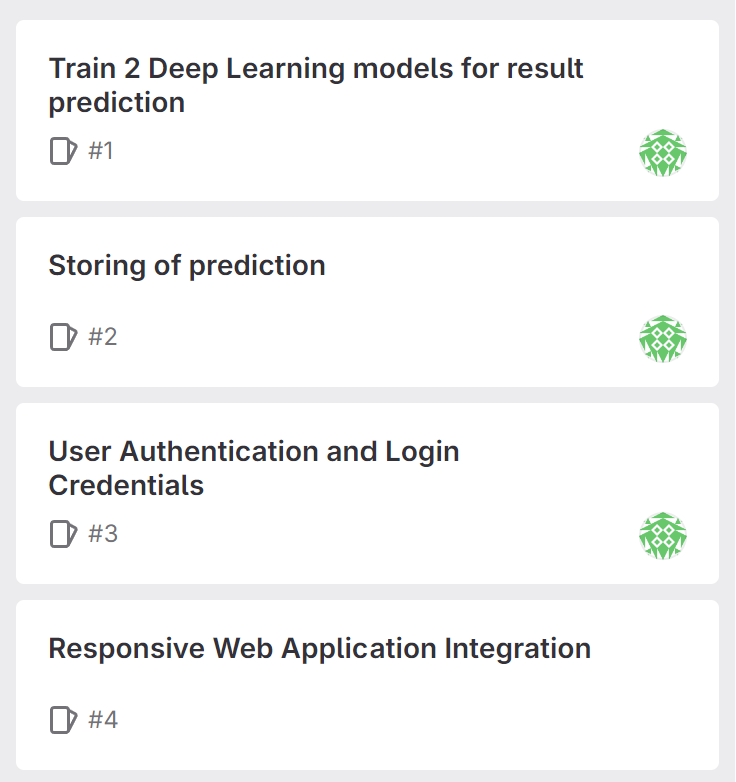 Train 2 Deep Learning models for result
prediction
#1
Storing of prediction
#2
User Authentication and Login
Credentials
#3
Responsive Web Application Integration
#4